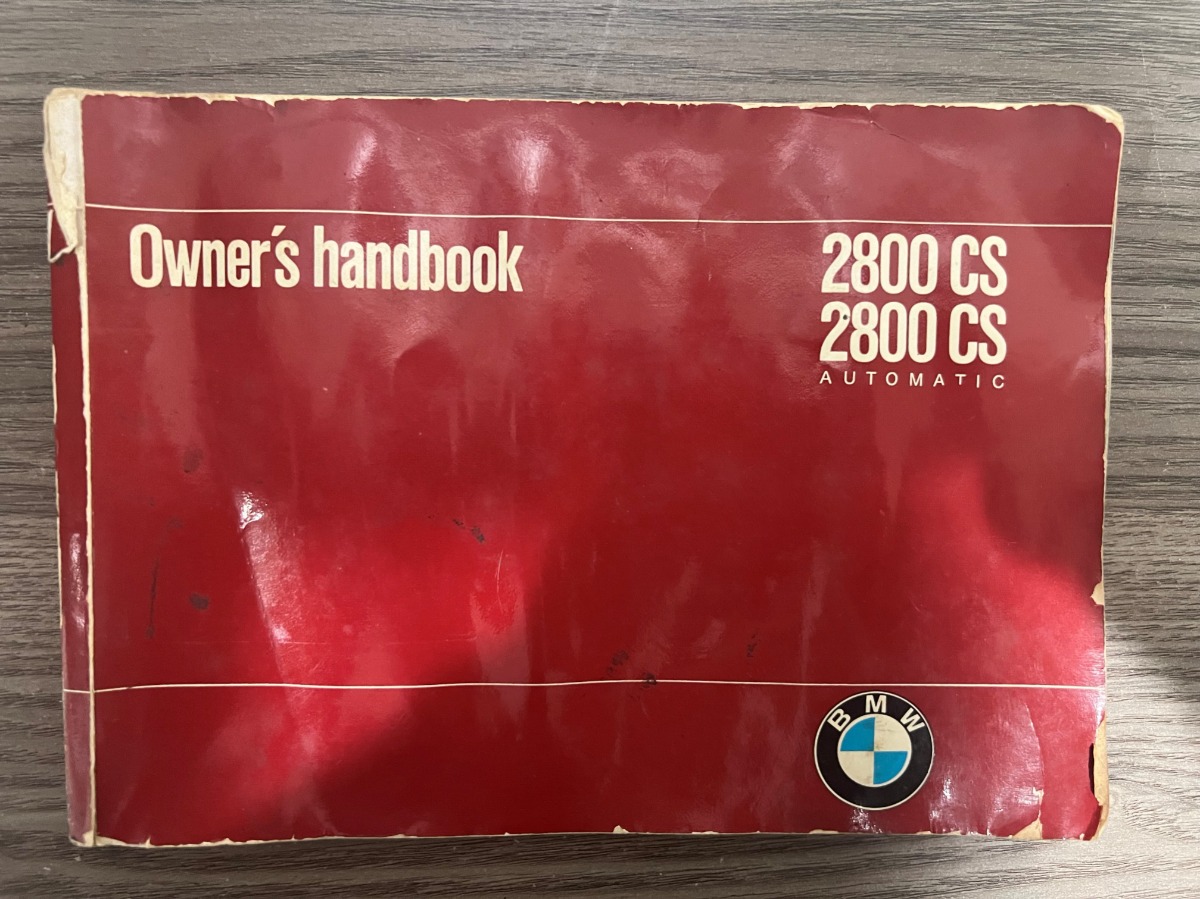 Owner's handbook
2800 CS
2800 CS
AUTOMATIC
BMW